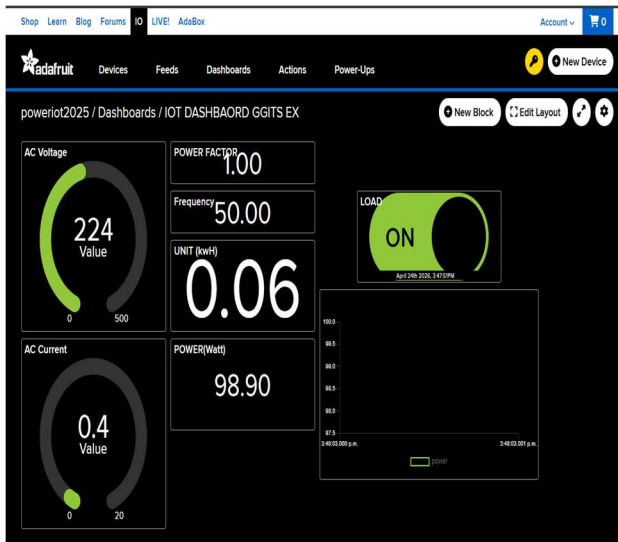 Shop Learn Blog Forums IO LIVE! AdaBox Account 0
adafruit Devices Feeds Dashboards Actions Power-Ups New Device
poweriot2025 / Dashboards / IOT DASHBAORD GGITS EX New Block Edit Layout
AC Voltage
224
Value
0 500
POWER FACTOR
1.00
Frequency
50.00
UNIT (kwH)
0.06
LOAD
ON
April 24th 2026, 3:47:51PM
AC Current
0.4
Value
0 20
POWER(Watt)
98.90
100.0
99.5
99.0
98.5
98.0
97.5
3:48:03.000 p.m. 3:48:03.001 p.m.
power